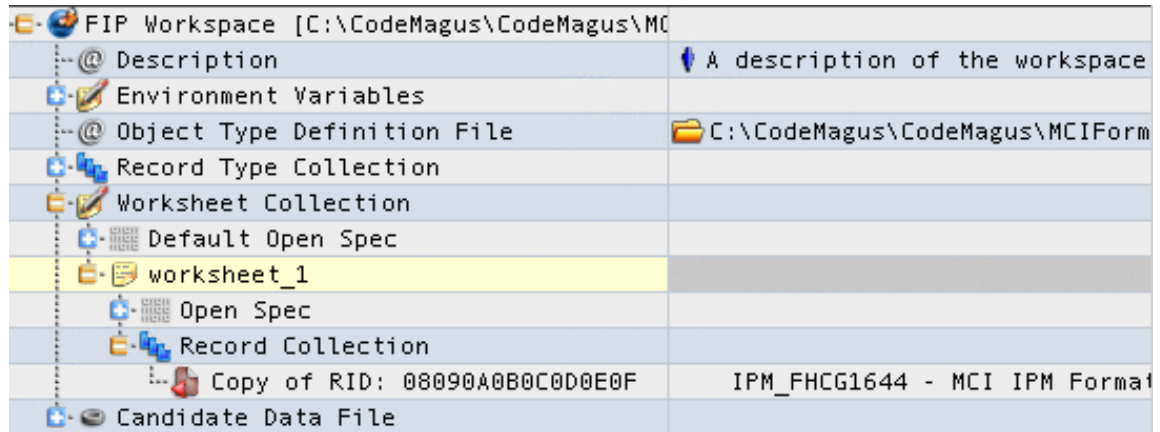 FIP Workspace [C:\CodeMagus\CodeMagus\MC
@ Description A description of the workspace
Environment Variables
@ Object Type Definition File C:\CodeMagus\CodeMagus\MCIForm
Record Type Collection
Worksheet Collection
Default Open Spec
worksheet_1
Open Spec
Record Collection
Copy of RID: 08090A0B0C0D0E0F IPM_FHCG1644 - MCI IPM Format
Candidate Data File